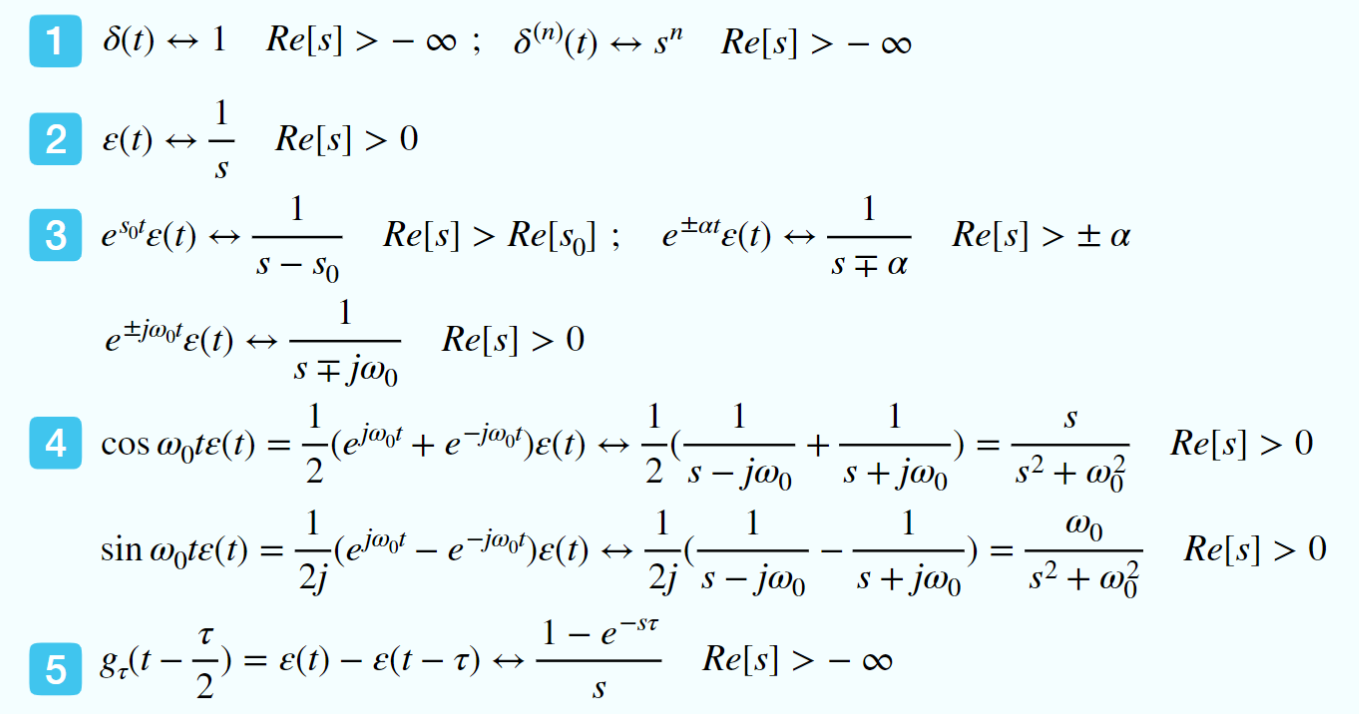 1 δ(t) ↔ 1 Re[s] > − ∞ ; δ⁽ⁿ⁾(t) ↔ sⁿ Re[s] > − ∞
2 ε(t) ↔ 1/s Re[s] > 0
3 e^{s₀t}ε(t) ↔ 1/(s − s₀) Re[s] > Re[s₀] ; e^{±αt}ε(t) ↔ 1/(s ∓ α) Re[s] > ± α
e^{±jω₀t}ε(t) ↔ 1/(s ∓ jω₀) Re[s] > 0
4 cos ω₀tε(t) = 1/2(e^{jω₀t} + e^{−jω₀t})ε(t) ↔ 1/2(1/(s − jω₀) + 1/(s + jω₀)) = s/(s² + ω₀²) Re[s] > 0
sin ω₀tε(t) = 1/2j(e^{jω₀t} − e^{−jω₀t})ε(t) ↔ 1/2j(1/(s − jω₀) − 1/(s + jω₀)) = ω₀/(s² + ω₀²) Re[s] > 0
5 g_τ(t − τ/2) = ε(t) − ε(t − τ) ↔ (1 − e^{−sτ})/s Re[s] > − ∞